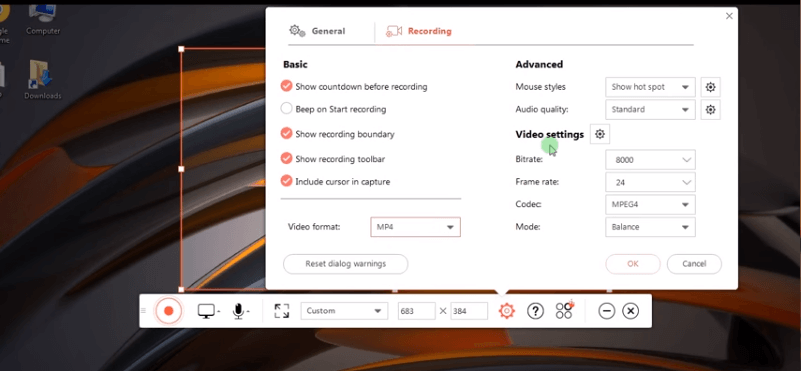 Computer
Downloads
General
Recording
Basic
Show countdown before recording
Beep on Start recording
Show recording boundary
Show recording toolbar
Include cursor in capture
Video format: MP4
Reset dialog warnings
Advanced
Mouse styles Show hot spot
Audio quality: Standard
Video settings
Bitrate: 8000
Frame rate: 24
Codec: MPEG4
Mode: Balance
OK Cancel
Custom 683 × 384